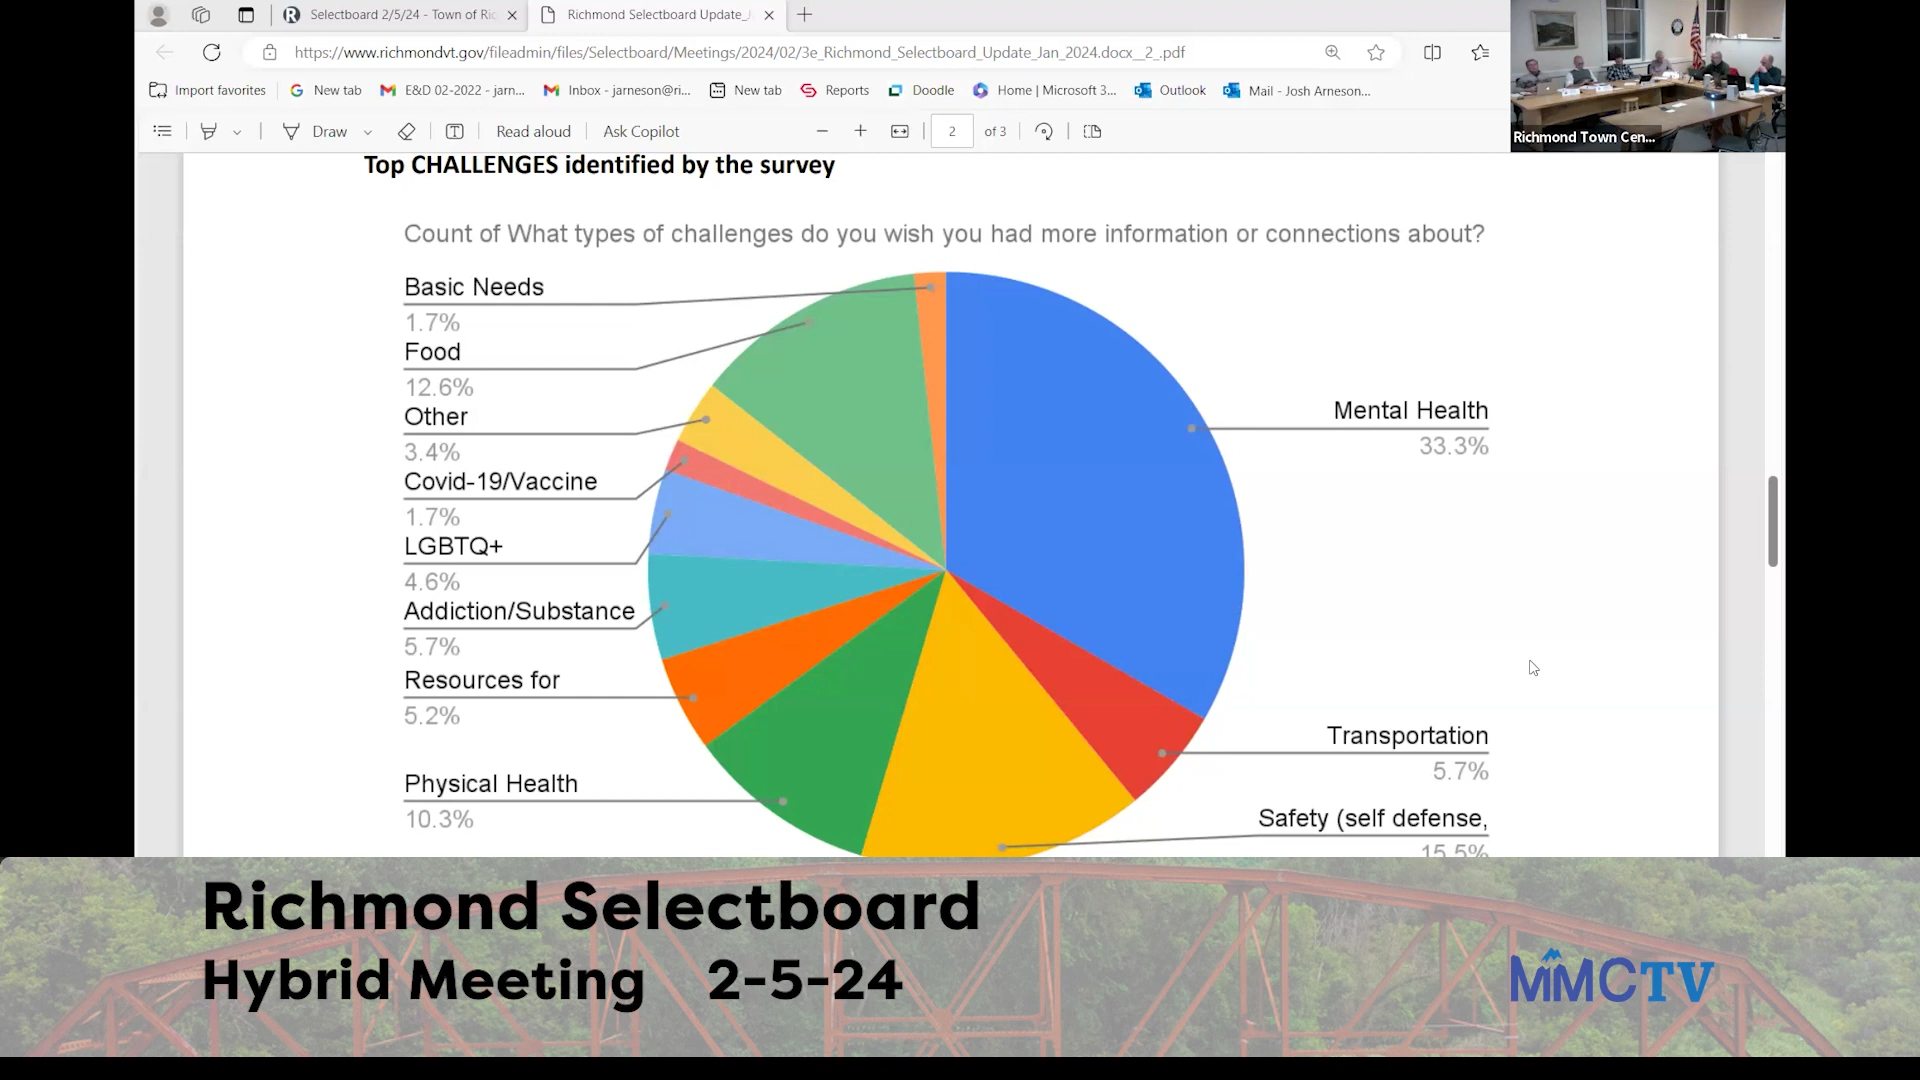 Selectboard 2/5/24 - Town of Ric
Richmond Selectboard Update_J
https://www.richmondvt.gov/fileadmin/files/Selectboard/Meetings/2024/02/3e_Richmond_Selectboard_Update_Jan_2024.docx__2_.pdf
Import favorites
New tab
E&D 02-2022 - jarn...
Inbox - jarneson@ri...
New tab
Reports
Doodle
Home | Microsoft 3...
Outlook
Mail - Josh Arneson...
Draw
Read aloud
Ask Copilot
2 of 3
Richmond Town Cen...
Top CHALLENGES identified by the survey
Count of What types of challenges do you wish you had more information or connections about?
Basic Needs
1.7%
Food
12.6%
Other
3.4%
Covid-19/Vaccine
1.7%
LGBTQ+
4.6%
Addiction/Substance
5.7%
Resources for
5.2%
Physical Health
10.3%
Mental Health
33.3%
Transportation
5.7%
Safety (self defense,
15.5%
Richmond Selectboard
Hybrid Meeting 2-5-24
MMCTV